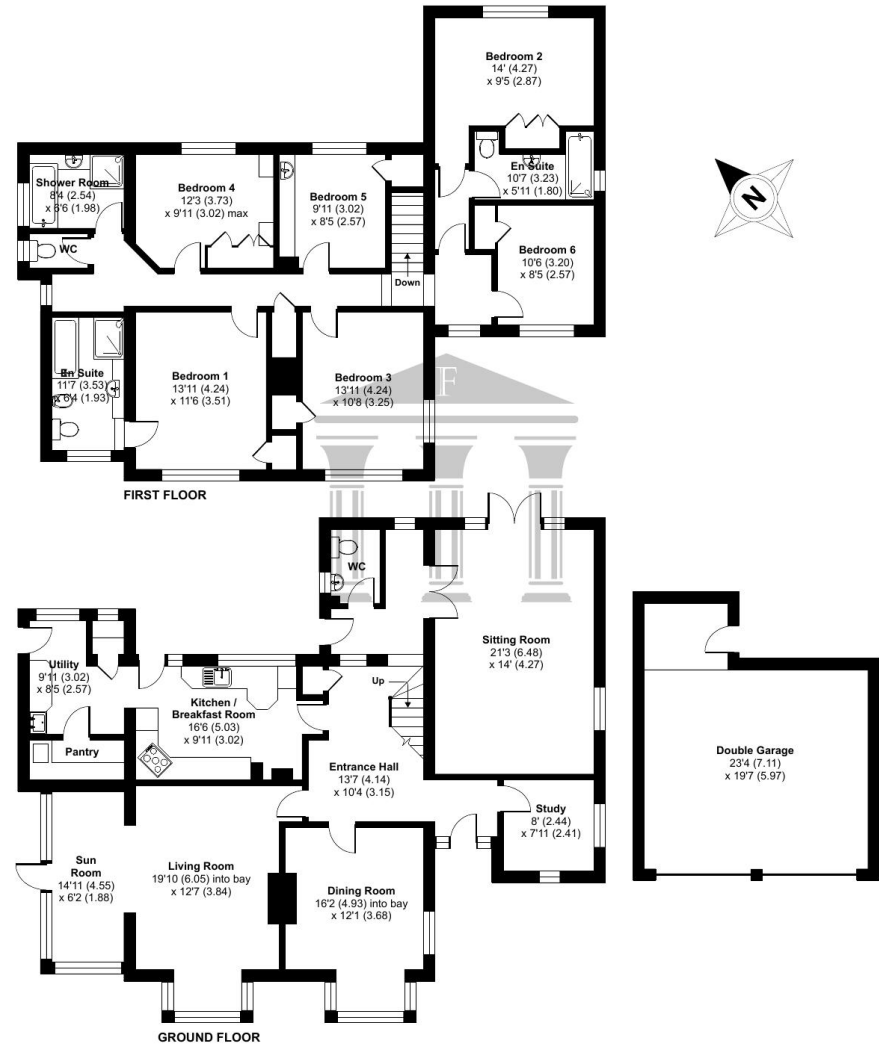 Bedroom 2
14' (4.27)
x 9'5 (2.87)
Shower Room
8'4 (2.54)
x 6'6 (1.98)
Bedroom 4
12'3 (3.73)
x 9'11 (3.02) max
Bedroom 5
9'11 (3.02)
x 8'5 (2.57)
En Suite
10'7 (3.23)
x 5'11 (1.80)
N
WC
Bedroom 6
10'6 (3.20)
x 8'5 (2.57)
Down
En Suite
11'7 (3.53)
x 6'4 (1.93)
Bedroom 1
13'11 (4.24)
x 11'6 (3.51)
Bedroom 3
13'11 (4.24)
x 10'8 (3.25)
F
FIRST FLOOR
WC
Sitting Room
21'3 (6.48)
x 14' (4.27)
Utility
9'11 (3.02)
x 8'5 (2.57)
Kitchen /
Breakfast Room
16'6 (5.03)
x 9'11 (3.02)
Up
Pantry
Entrance Hall
13'7 (4.14)
x 10'4 (3.15)
Double Garage
23'4 (7.11)
x 19'7 (5.97)
Study
8' (2.44)
x 7'11 (2.41)
Sun
Room
14'11 (4.55)
x 6'2 (1.88)
Living Room
19'10 (6.05) into bay
x 12'7 (3.84)
Dining Room
16'2 (4.93) into bay
x 12'1 (3.68)
GROUND FLOOR